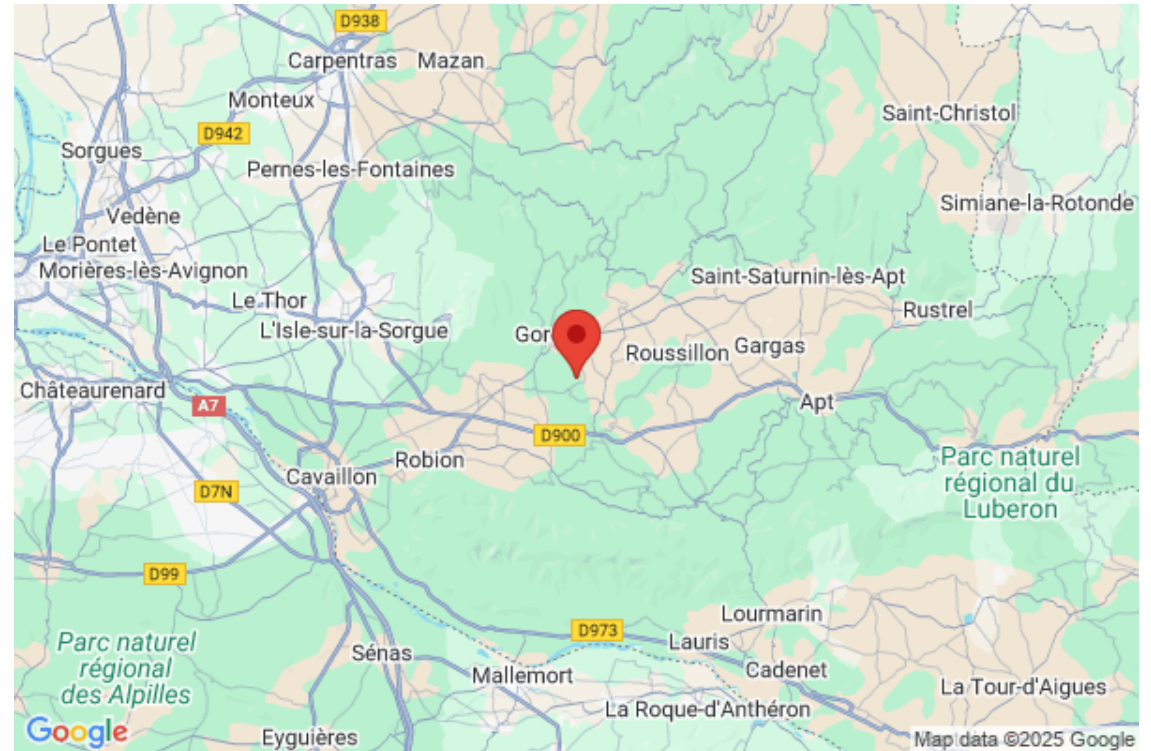 D938
Carpentras
Mazan
Monteux
Saint-Christol
D942
Sorgues
Pernes-les-Fontaines
Simiane-la-Rotonde
Vedène
Le Pontet
Morières-lès-Avignon
Saint-Saturnin-lès-Apt
Le Thor
Rustrel
L'Isle-sur-la-Sorgue
Gor
Roussillon
Gargas
Châteaurenard
A7
Apt
D900
Robion
Cavaillon
Parc naturel
régional du
Luberon
D7N
D99
Lourmarin
D973
Lauris
Parc naturel
régional
des Alpilles
Sénas
Mallemort
Cadenet
La Tour-d'Aigues
La Roque-d'Anthéron
Google
Eyguières
Map data ©2025 Google